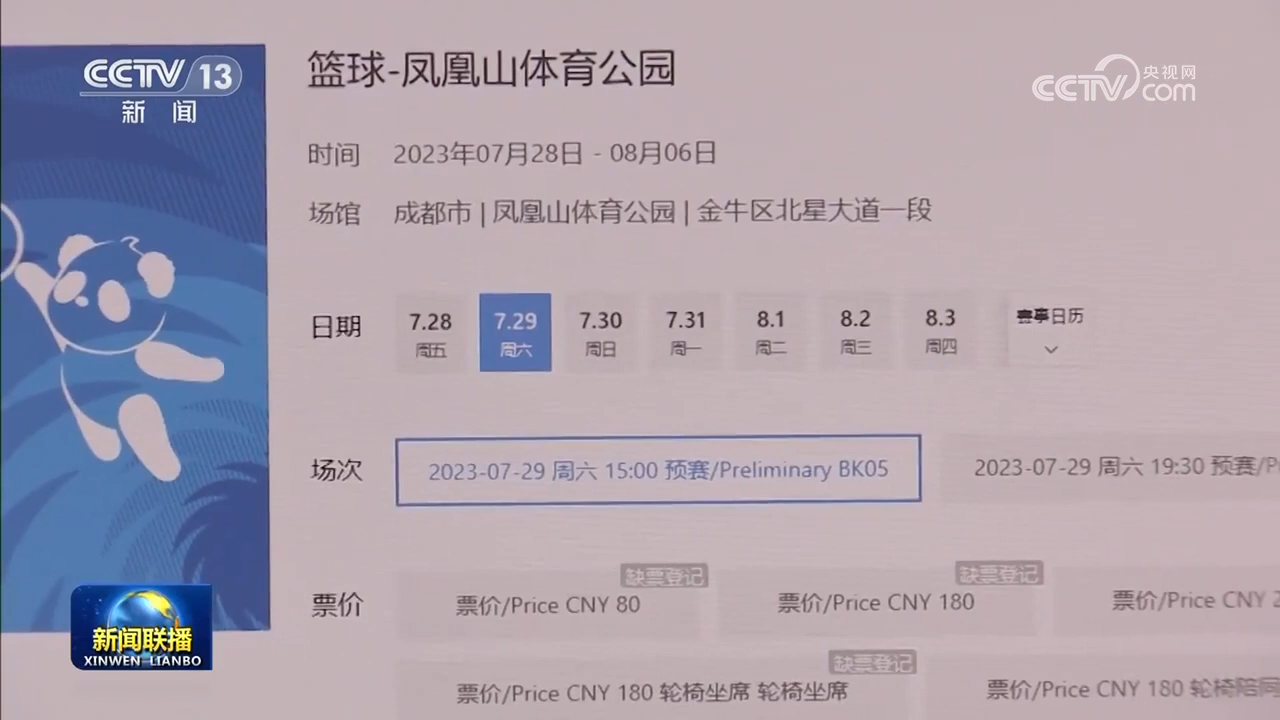 CCTV 13
新闻
央视网
CCTV.com
篮球-凤凰山体育公园
时间 2023年07月28日 - 08月06日
场馆 成都市 | 凤凰山体育公园 | 金牛区北星大道一段
日期 7.28 7.29 7.30 7.31 8.1 8.2 8.3 赛事日历
周五 周六 周日 周一 周二 周三 周四
场次 2023-07-29 周六 15:00 预赛/Preliminary BK05 2023-07-29 周六 19:30 预赛/P
缺票登记 缺票登记
票价 票价/Price CNY 80 票价/Price CNY 180 票价/Price CNY
缺票登记
票价/Price CNY 180 轮椅坐席 轮椅坐席 票价/Price CNY 180 轮椅陪同
新闻联播
XINWEN LIANBO